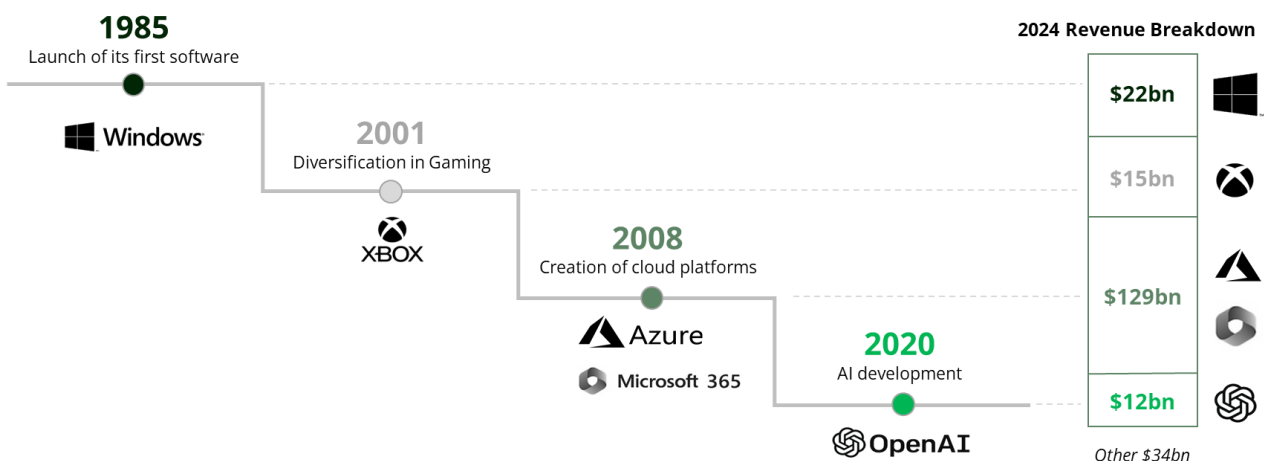 1985
Launch of its first software
Windows
2001
Diversification in Gaming
XBOX
2008
Creation of cloud platforms
Azure
Microsoft 365
2020
AI development
OpenAI
2024 Revenue Breakdown
$22bn
$15bn
$129bn
$12bn
Other $34bn